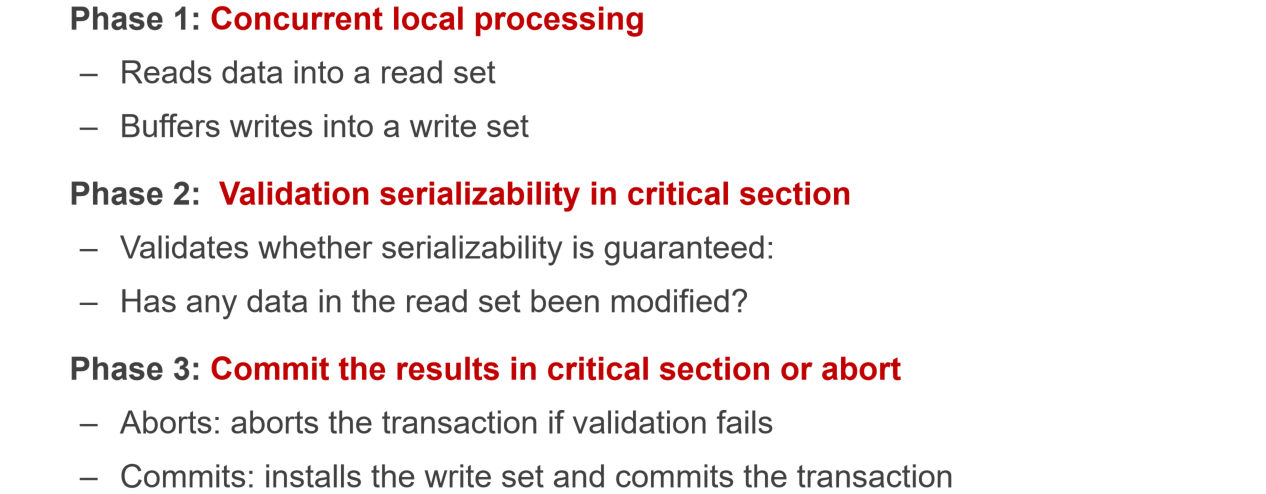 Phase 1: Concurrent local processing
– Reads data into a read set
– Buffers writes into a write set
Phase 2: Validation serializability in critical section
– Validates whether serializability is guaranteed:
– Has any data in the read set been modified?
Phase 3: Commit the results in critical section or abort
– Aborts: aborts the transaction if validation fails
– Commits: installs the write set and commits the transaction